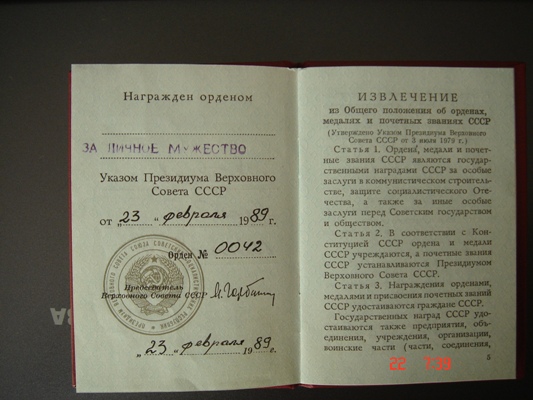 Награжден орденом
ЗА ЛИЧНОЕ МУЖЕСТВО
Указом Президиума Верховного
Совета СССР
от „23“ февраля 1989 г.
Орден № 0042
Председатель
Верховного Совета СССР
„23“ февраля 1989 г.
ИЗВЛЕЧЕНИЕ
из Общего положения об орденах,
медалях и почетных званиях СССР
(Утверждено Указом Президиума Верховного
Совета СССР от 3 июля 1979 г.)
Статья 1. Ордена, медали и почет-
ные звания СССР являются государст-
венными наградами СССР за особые
заслуги в коммунистическом строитель-
стве, защите социалистического Отече-
ства, а также за иные особые
заслуги перед Советским государством
и обществом.
Статья 2. В соответствии с Кон-
ституцией СССР ордена и медали
СССР учреждаются, а почетные звания
СССР устанавливаются Президиумом
Верховного Совета СССР.
Статья 3. Награждения орденами,
медалями и присвоения почетных званий
СССР удостаиваются граждане СССР.
Государственных наград СССР удо-
стаиваются также предприятия, объ-
единения, учреждения, организации,
воинские части (части, соединения,
5